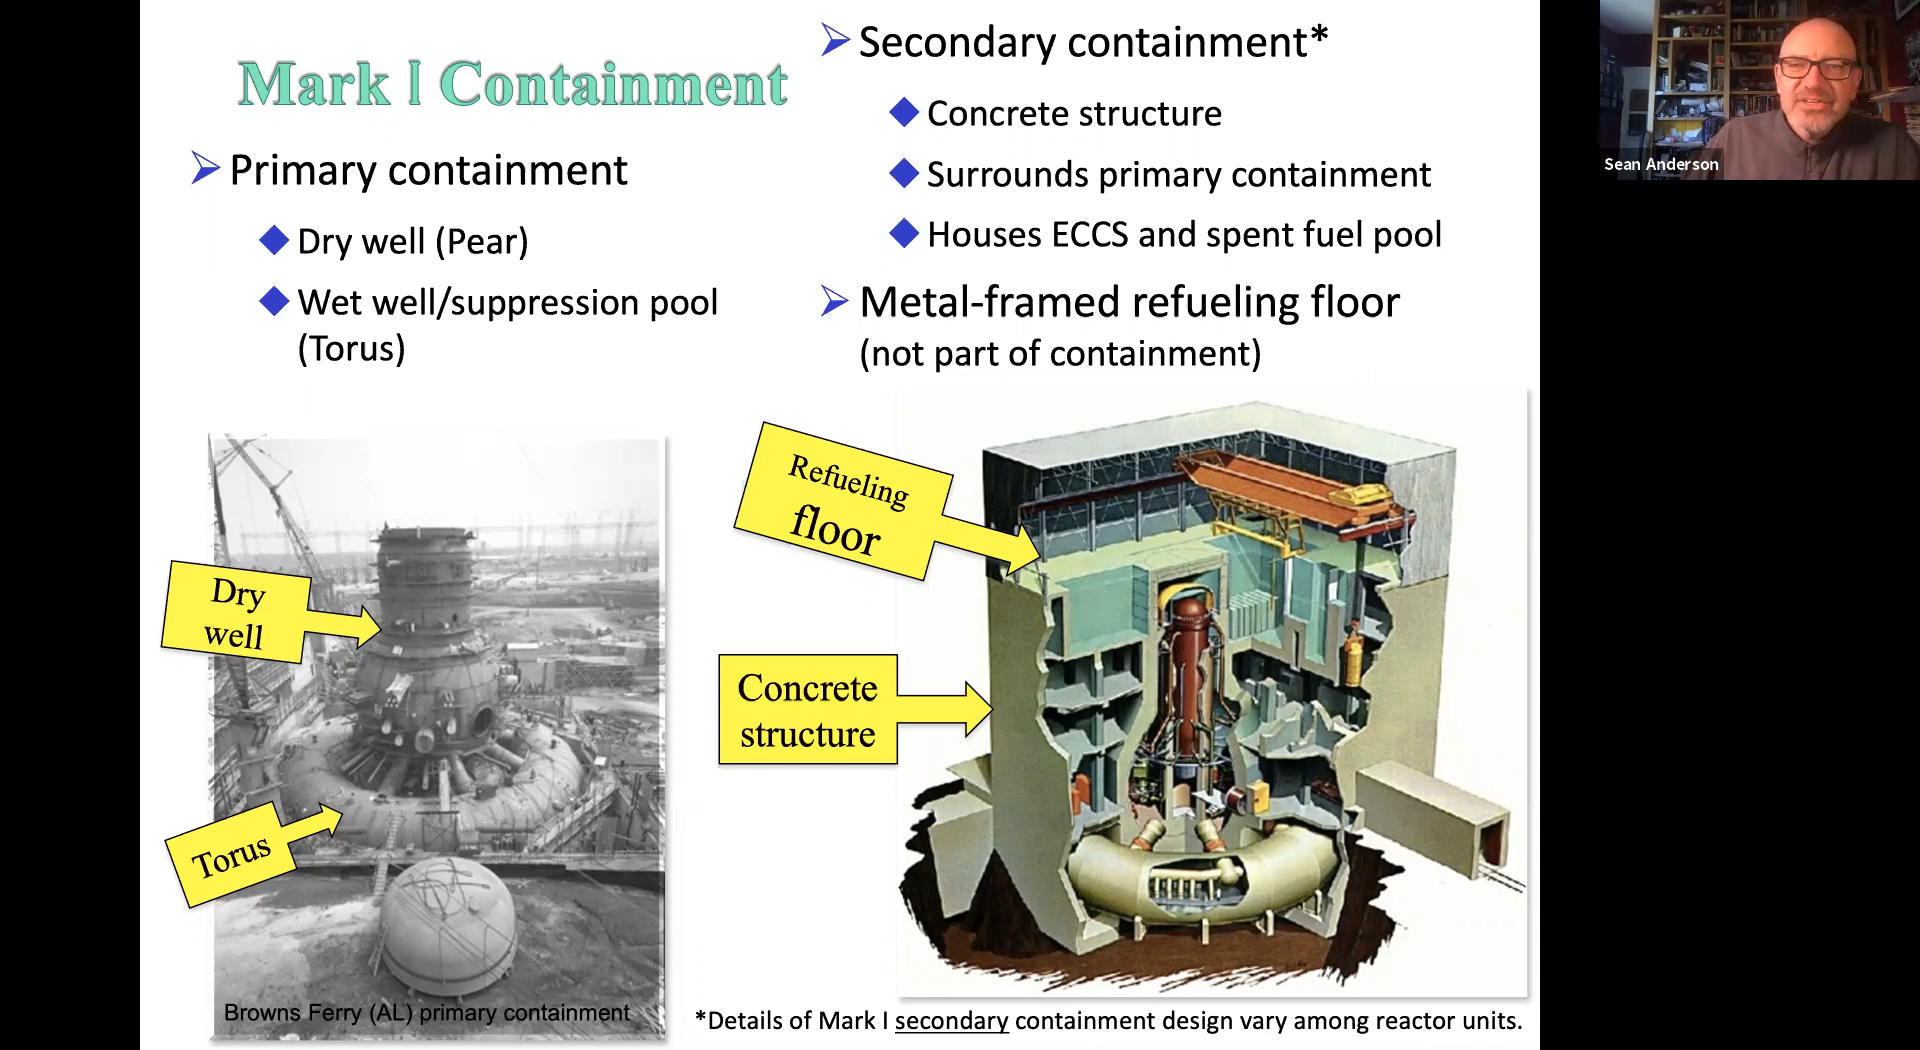 Mark I Containment
Primary containment
Dry well (Pear)
Wet well/suppression pool
(Torus)
Secondary containment*
Concrete structure
Surrounds primary containment
Houses ECCS and spent fuel pool
Metal-framed refueling floor
(not part of containment)
Dry
well
Torus
Browns Ferry (AL) primary containment
Refueling
floor
Concrete
structure
*Details of Mark I secondary containment design vary among reactor units.
Sean Anderson